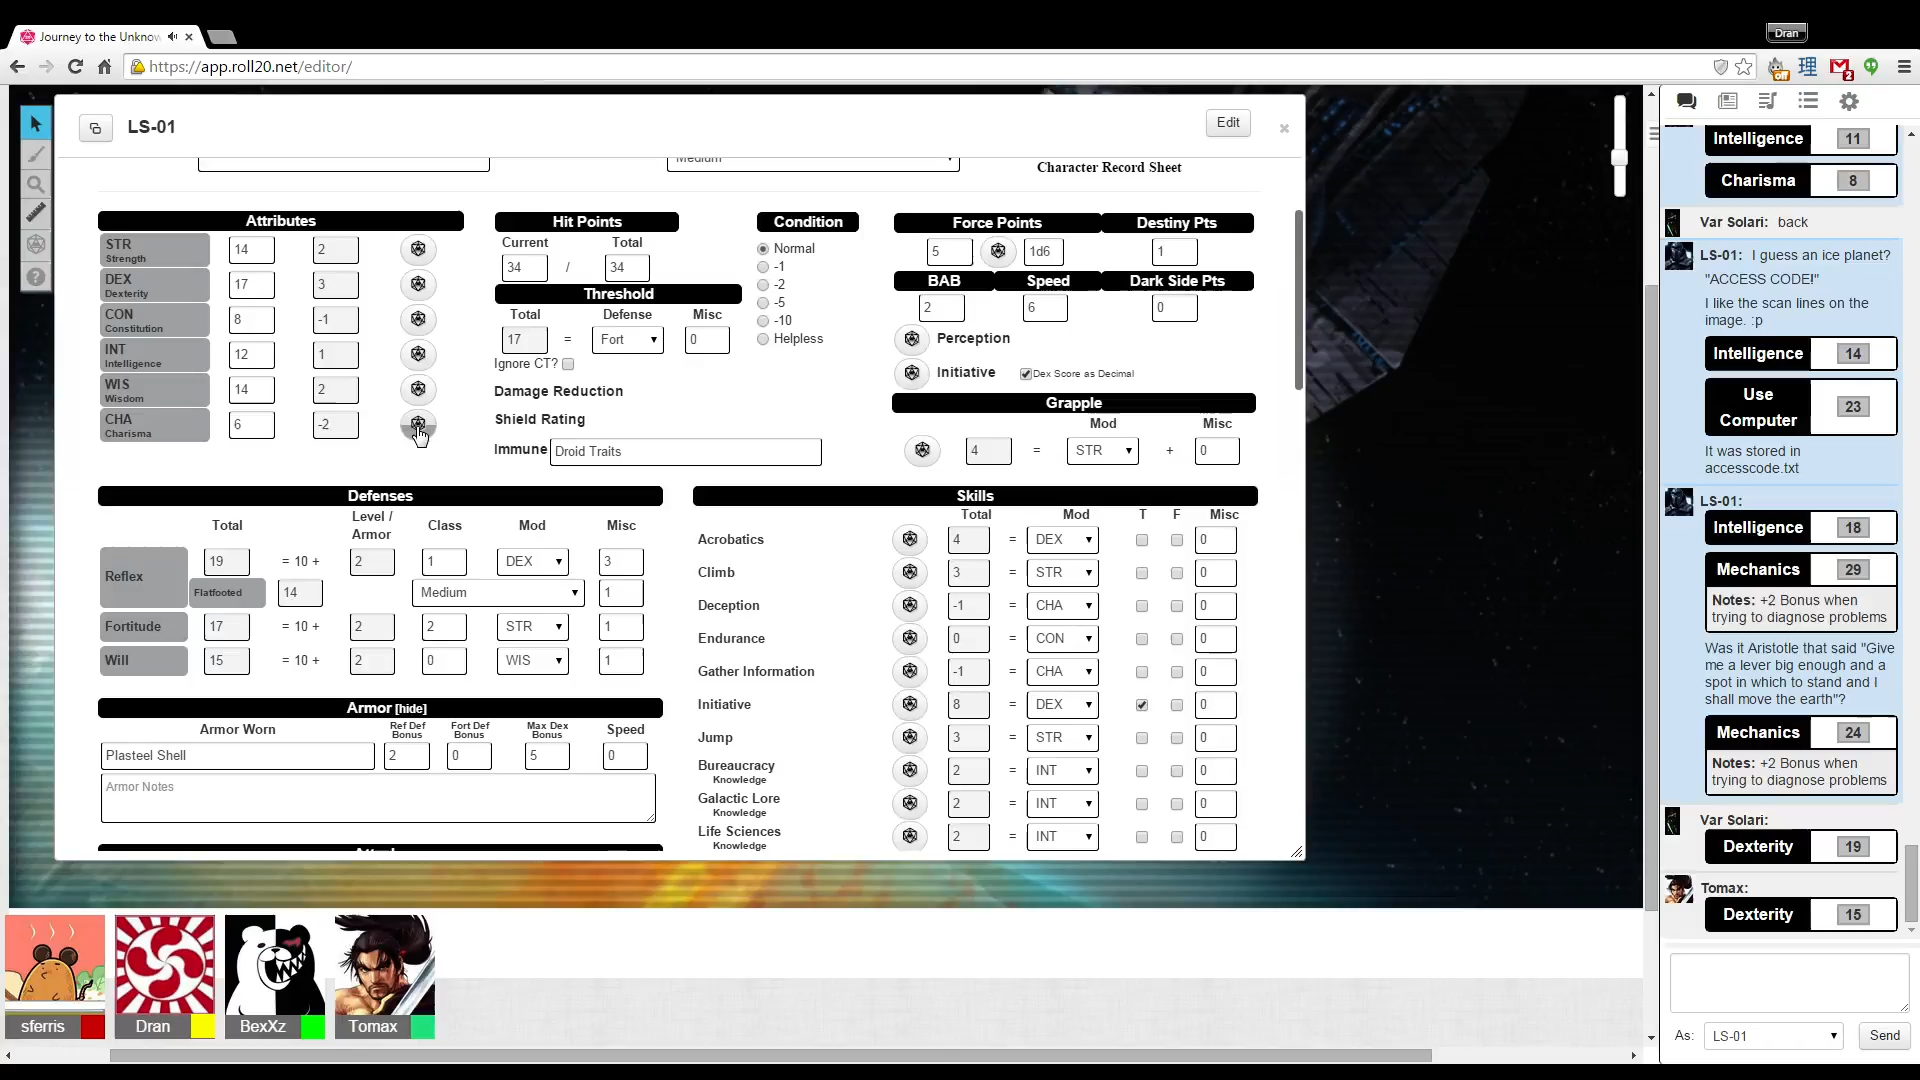 Dran
Journey to the Unknow
https://app.roll20.net/editor/
off
理
2
LS-01
Edit
Medium
Character Record Sheet
Attributes
STR
Strength
14
2
DEX
Dexterity
17
3
CON
Constitution
8
-1
INT
Intelligence
12
1
WIS
Wisdom
14
2
CHA
Charisma
6
-2
Hit Points
Current
Total
34 / 34
Threshold
Total Defense Misc
17 = Fort 0
Ignore CT?
Damage Reduction
Shield Rating
Immune Droid Traits
Condition
Normal
-1
-2
-5
-10
Helpless
Force Points Destiny Pts
5 1d6 1
BAB Speed Dark Side Pts
2 6 0
Perception
Initiative Dex Score as Decimal
Grapple
Mod Misc
4 = STR + 0
Defenses
Total Level / Armor Class Mod Misc
Reflex 19 = 10 + 2 1 DEX 3
Flatfooted 14 Medium 1
Fortitude 17 = 10 + 2 2 STR 1
Will 15 = 10 + 2 0 WIS 1
Armor [hide]
Armor Worn Ref Def Bonus Fort Def Bonus Max Dex Bonus Speed
Plasteel Shell 2 0 5 0
Armor Notes
Skills
Total Mod T F Misc
Acrobatics 4 = DEX 0
Climb 3 = STR 0
Deception -1 = CHA 0
Endurance 0 = CON 0
Gather Information -1 = CHA 0
Initiative 8 = DEX 0
Jump 3 = STR 0
Bureaucracy 2 = INT 0
Knowledge
Galactic Lore 2 = INT 0
Knowledge
Life Sciences 2 = INT 0
Knowledge
Intelligence 11
Charisma 8
Var Solari: back
LS-01: I guess an ice planet?
"ACCESS CODE!"
I like the scan lines on the
image. :p
Intelligence 14
Use
Computer 23
It was stored in
accesscode.txt
LS-01:
Intelligence 18
Mechanics 29
Notes: +2 Bonus when
trying to diagnose problems
Was it Aristotle that said "Give
me a lever big enough and a
spot in which to stand and I
shall move the earth"?
Mechanics 24
Notes: +2 Bonus when
trying to diagnose problems
Var Solari:
Dexterity 19
Tomax:
Dexterity 15
As: LS-01 Send
sferris
Dran
BexXz
Tomax